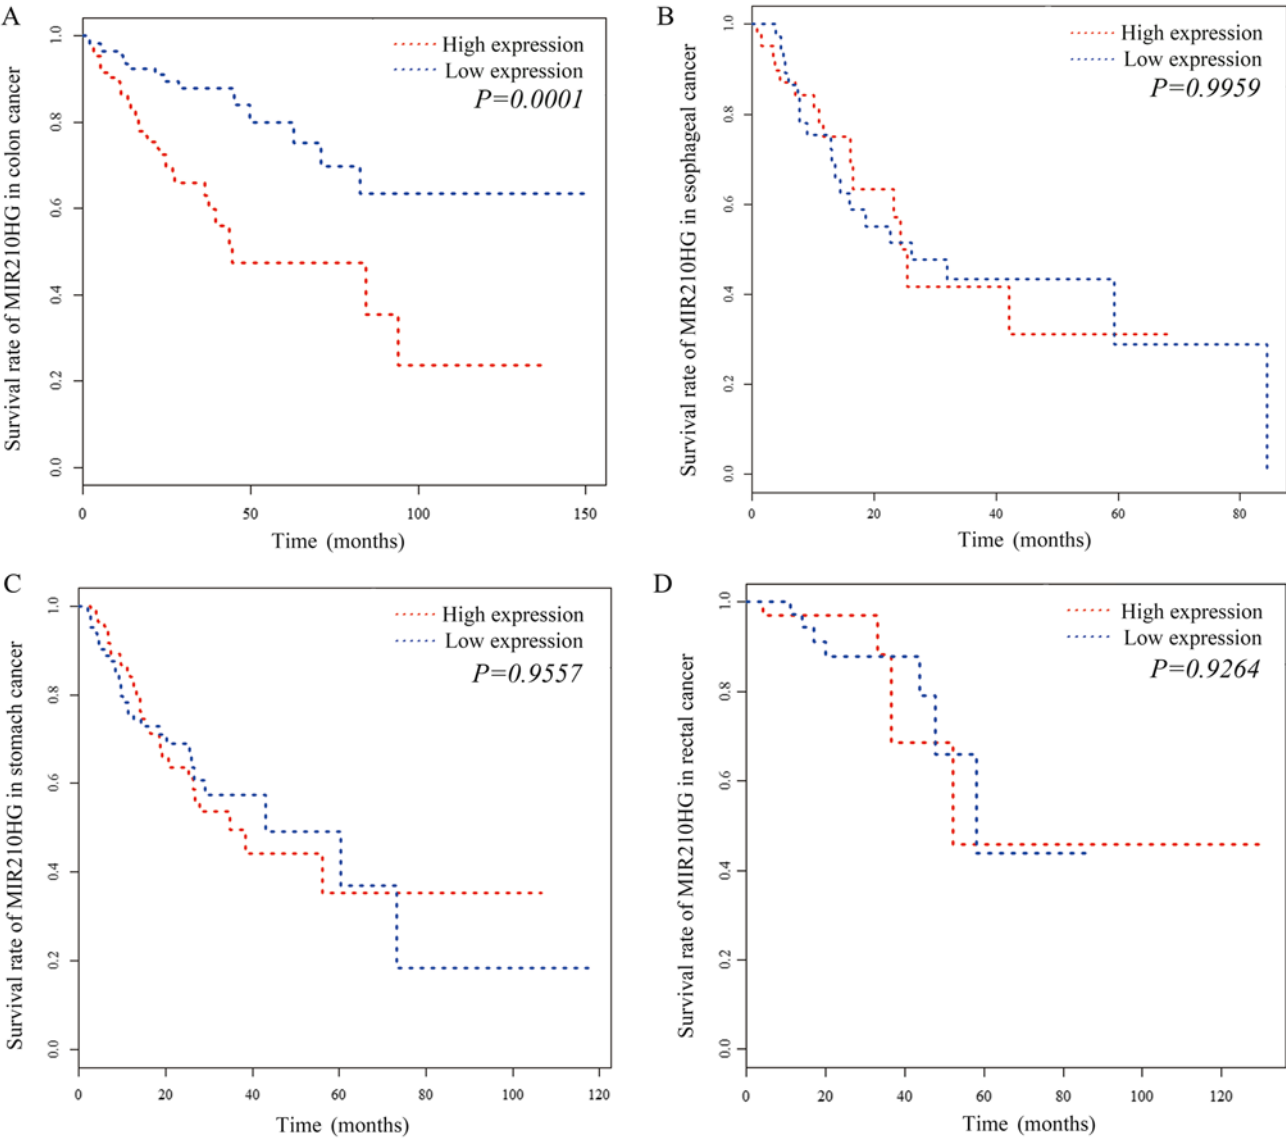 A
Survival rate of MIR210HG in colon cancer
1.0
0.8
0.6
0.4
0.2
0.0
High expression
Low expression
P=0.0001
0 50 100 150
Time (months)
B
Survival rate of MIR210HG in esophageal cancer
1.0
0.8
0.6
0.4
0.2
0.0
High expression
Low expression
P=0.9959
0 20 40 60 80
Time (months)
C
Survival rate of MIR210HG in stomach cancer
1.0
0.8
0.6
0.4
0.2
0.0
High expression
Low expression
P=0.9557
0 20 40 60 80 100 120
Time (months)
D
Survival rate of MIR210HG in rectal cancer
1.0
0.8
0.6
0.4
0.2
0.0
High expression
Low expression
P=0.9264
0 20 40 60 80 100 120
Time (months)